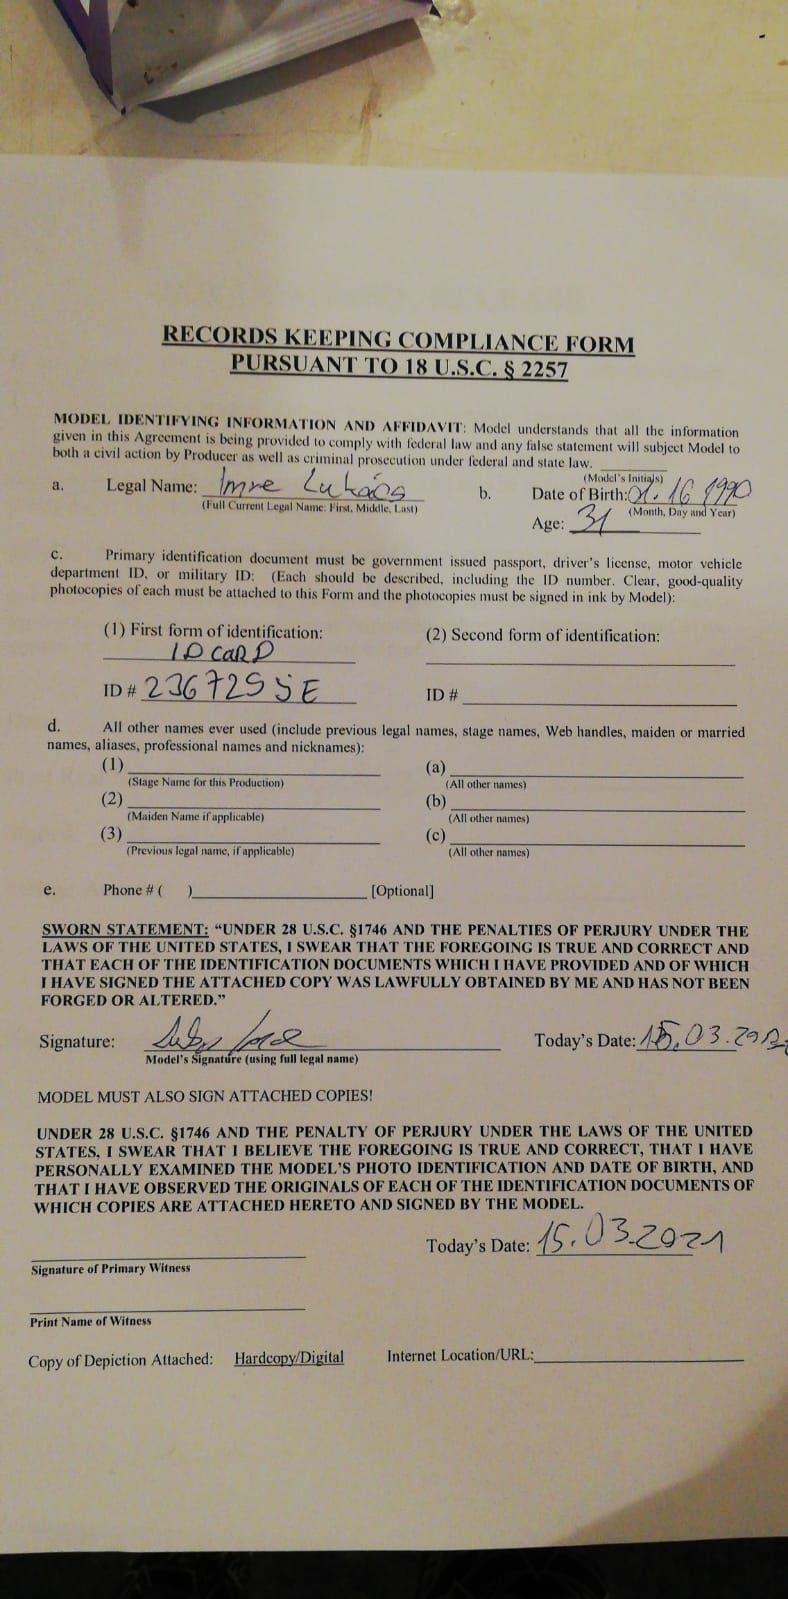 RECORDS KEEPING COMPLIANCE FORM
PURSUANT TO 18 U.S.C. § 2257
MODEL IDENTIFYING INFORMATION AND AFFIDAVIT: Model understands that all the information
given in this Agreement is being provided to comply with federal law and any false statement will subject Model to
both a civil action by Producer as well as criminal prosecution under federal and state law. ________
(Model's Initials)
a. Legal Name: Imre Lukács
(Full Current Legal Name: First, Middle, Last)
b. Date of Birth: 01. 16 1990
(Month, Day and Year)
Age: 31
c. Primary identification document must be government issued passport, driver's license, motor vehicle
department ID, or military ID: (Each should be described, including the ID number. Clear, good-quality
photocopies of each must be attached to this Form and the photocopies must be signed in ink by Model):
(1) First form of identification: (2) Second form of identification:
ID CARD
ID # 236729SE ID #
d. All other names ever used (include previous legal names, stage names, Web handles, maiden or married
names, aliases, professional names and nicknames):
(1) (a)
(Stage Name for this Production) (All other names)
(2) (b)
(Maiden Name if applicable) (All other names)
(3) (c)
(Previous legal name, if applicable) (All other names)
e. Phone # ( ) [Optional]
SWORN STATEMENT: “UNDER 28 U.S.C. §1746 AND THE PENALTIES OF PERJURY UNDER THE
LAWS OF THE UNITED STATES, I SWEAR THAT THE FOREGOING IS TRUE AND CORRECT AND
THAT EACH OF THE IDENTIFICATION DOCUMENTS WHICH I HAVE PROVIDED AND OF WHICH
I HAVE SIGNED THE ATTACHED COPY WAS LAWFULLY OBTAINED BY ME AND HAS NOT BEEN
FORGED OR ALTERED.”
Signature: Today's Date: 15.03.202
Model's Signature (using full legal name)
MODEL MUST ALSO SIGN ATTACHED COPIES!
UNDER 28 U.S.C. §1746 AND THE PENALTY OF PERJURY UNDER THE LAWS OF THE UNITED
STATES, I SWEAR THAT I BELIEVE THE FOREGOING IS TRUE AND CORRECT, THAT I HAVE
PERSONALLY EXAMINED THE MODEL'S PHOTO IDENTIFICATION AND DATE OF BIRTH, AND
THAT I HAVE OBSERVED THE ORIGINALS OF EACH OF THE IDENTIFICATION DOCUMENTS OF
WHICH COPIES ARE ATTACHED HERETO AND SIGNED BY THE MODEL.
Today's Date: 15.03.2021
Signature of Primary Witness
Print Name of Witness
Copy of Depiction Attached: Hardcopy/Digital Internet Location/URL: